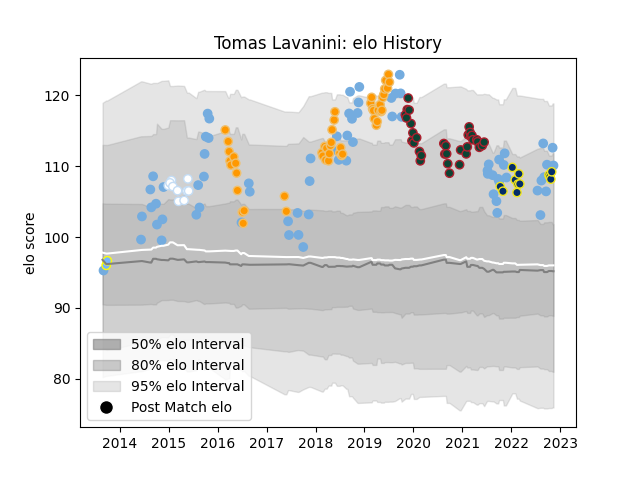 Tomas Lavanini: elo History
elo score
120
110
100
90
80
50% elo Interval
80% elo Interval
95% elo Interval
Post Match elo
2014 2015 2016 2017 2018 2019 2020 2021 2022 2023